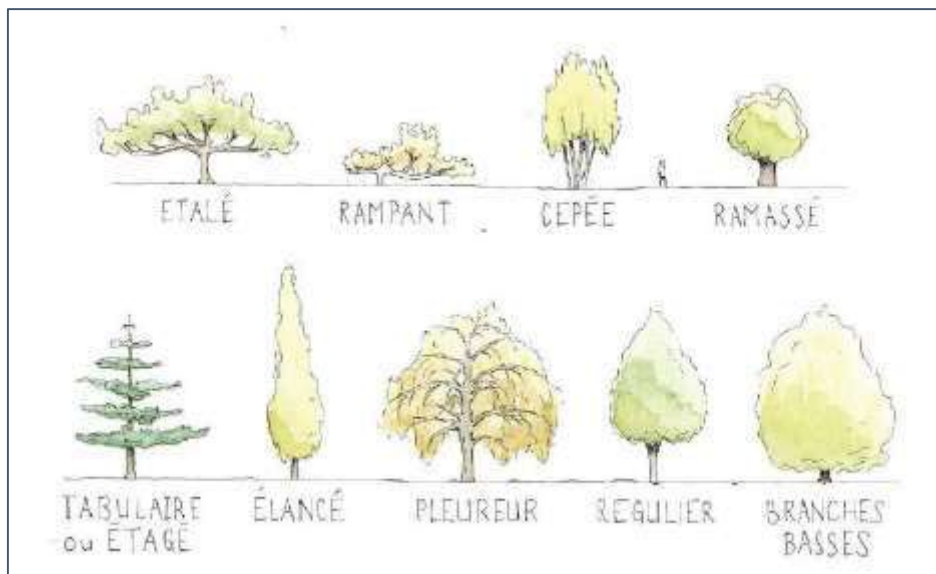 ETALÉ RAMPANT CEPÉE RAMASSÉ
TABULAIRE ÉLANCÉ PLEUREUR REGULIER BRANCHES
ou ÉTAGÉ BASSES